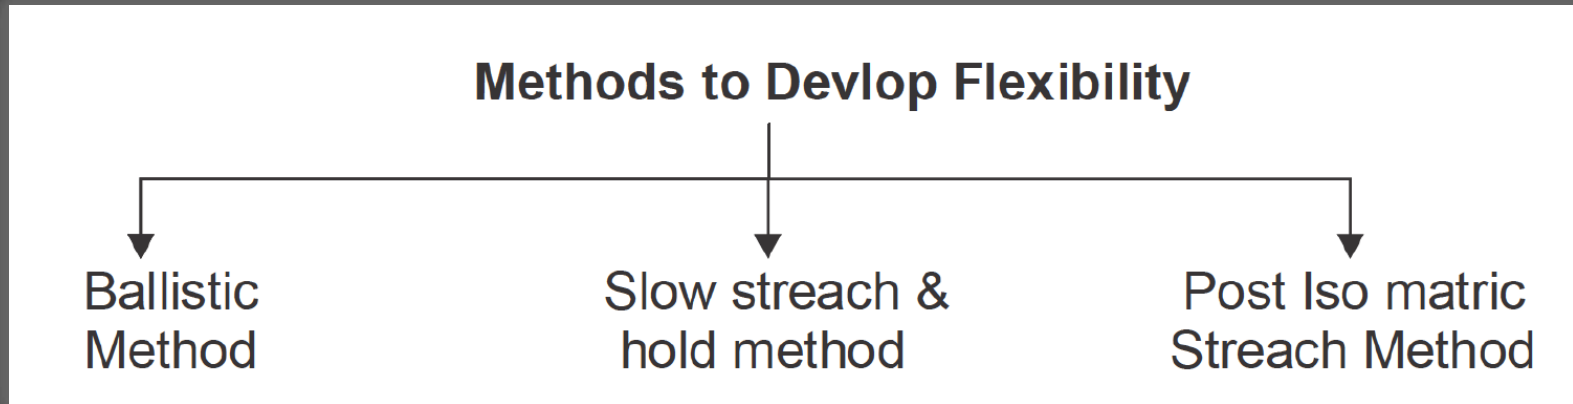 Methods to Devlop Flexibility
Ballistic
Method
Slow streach &
hold method
Post Iso matric
Streach Method